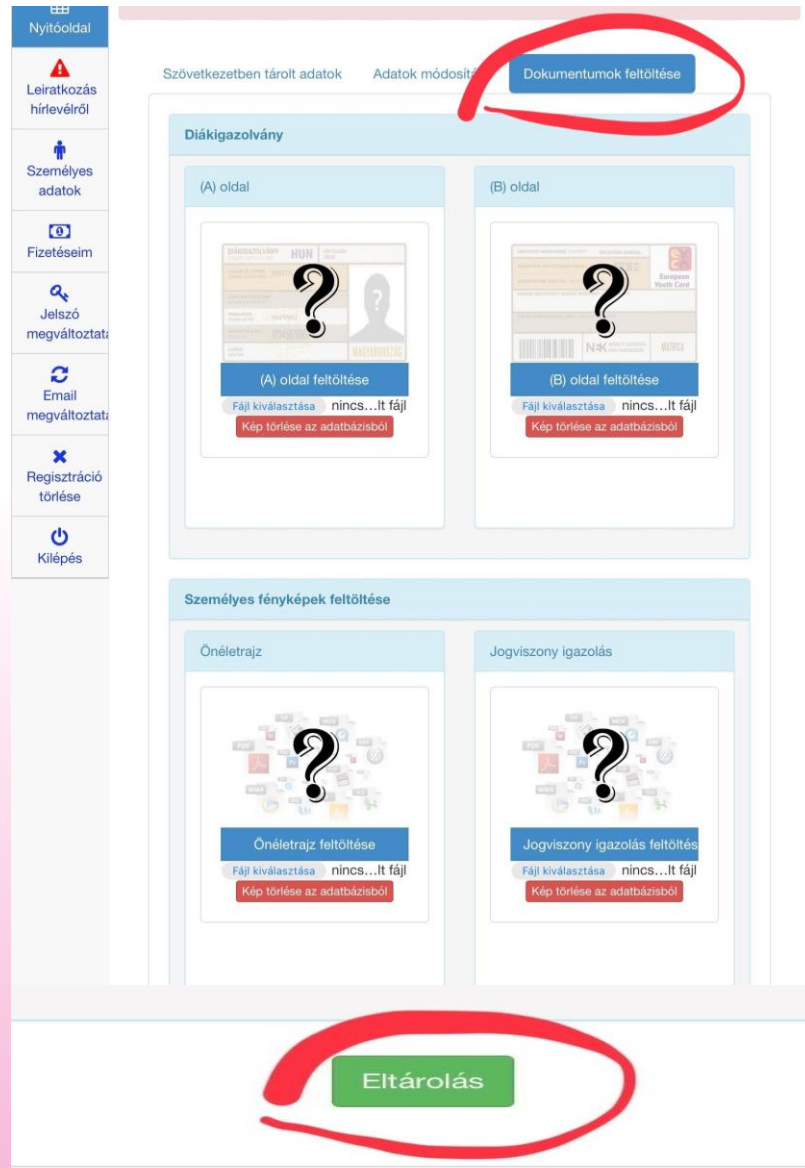 Nyitóoldal
Leiratkozás
hírlevélről
Személyes
adatok
Fizetéseim
Jelszó
megváltoztatá
Email
megváltoztatá
Regisztráció
törlése
Kilépés
Szövetkezetben tárolt adatok
Adatok módosítá
Dokumentumok feltöltése
Diákigazolvány
(A) oldal
DIÁKIGAZOLVÁNY HUN
MAGYARORSZÁG
(A) oldal feltöltése
Fájl kiválasztása nincs...lt fájl
Kép törlése az adatbázisból
(B) oldal
European
Youth Card
MATRICA
(B) oldal feltöltése
Fájl kiválasztása nincs...lt fájl
Kép törlése az adatbázisból
Személyes fényképek feltöltése
Önéletrajz
Önéletrajz feltöltése
Fájl kiválasztása nincs...lt fájl
Kép törlése az adatbázisból
Jogviszony igazolás
Jogviszony igazolás feltöltés
Fájl kiválasztása nincs...lt fájl
Kép törlése az adatbázisból
Eltárolás